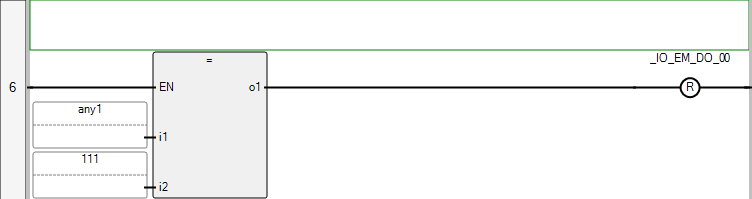 =
_IO_EM_DO_00
6
EN
o1
R
any1
i1
111
i2